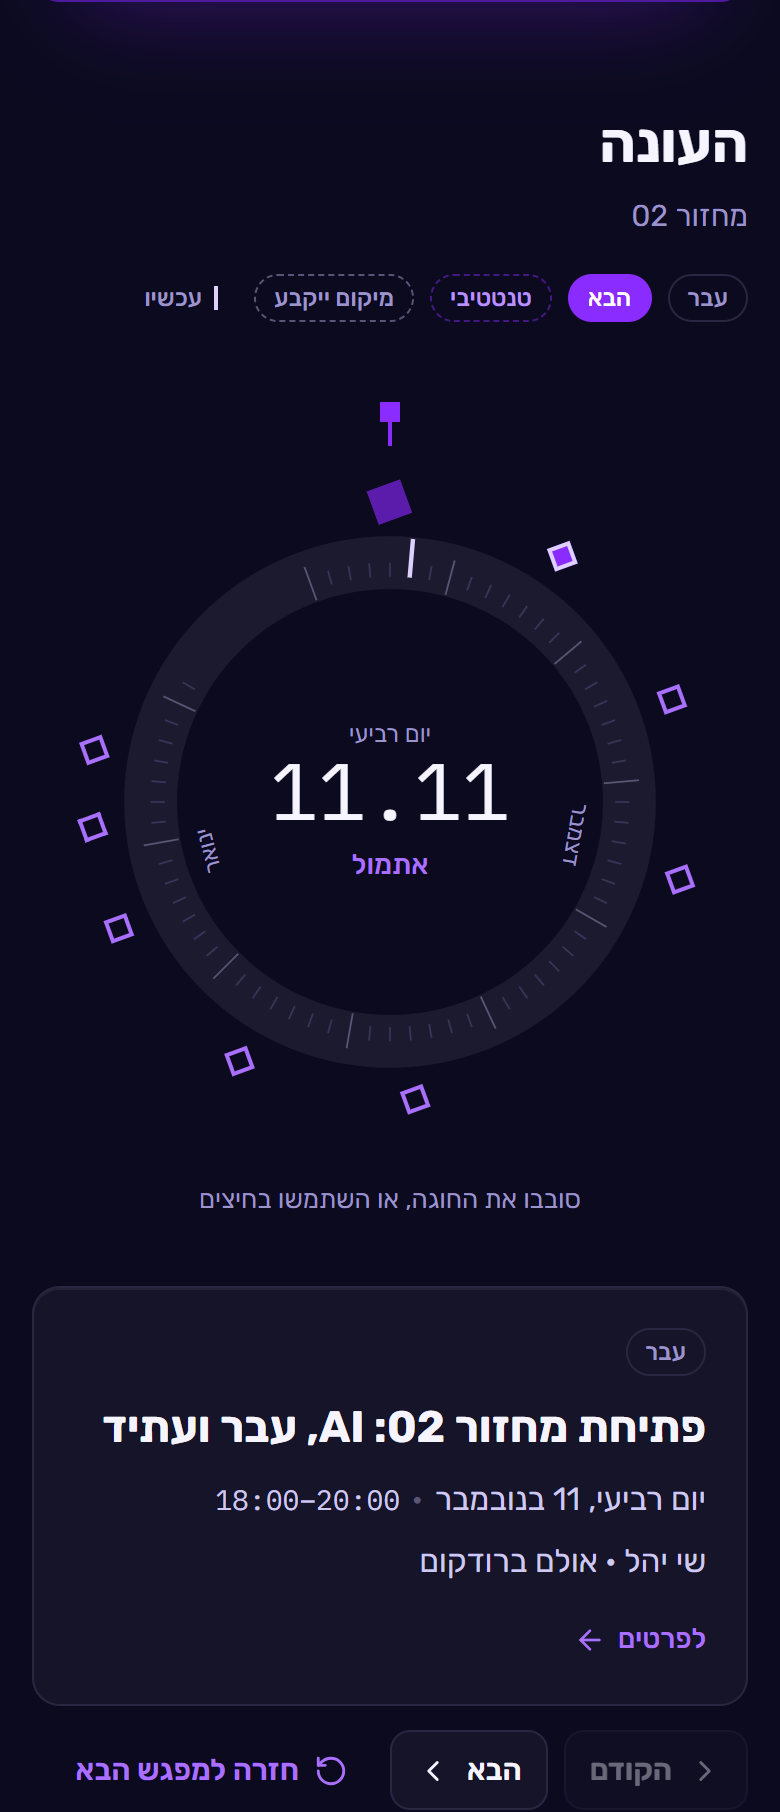 העונה
מחזור 02
עבר
הבא
טנטטיבי
מיקום ייקבע
עכשיו
יום רביעי
11.11
אתמול
דצמבר
ינואר
סובבו את החוגה, או השתמשו בחיצים
עבר
פתיחת מחזור 02: AI, עבר ועתיד
יום רביעי, 11 בנובמבר • 18:00–20:00
שי יהל • אולם ברודקום
לפרטים
הקודם
הבא
חזרה למפגש הבא